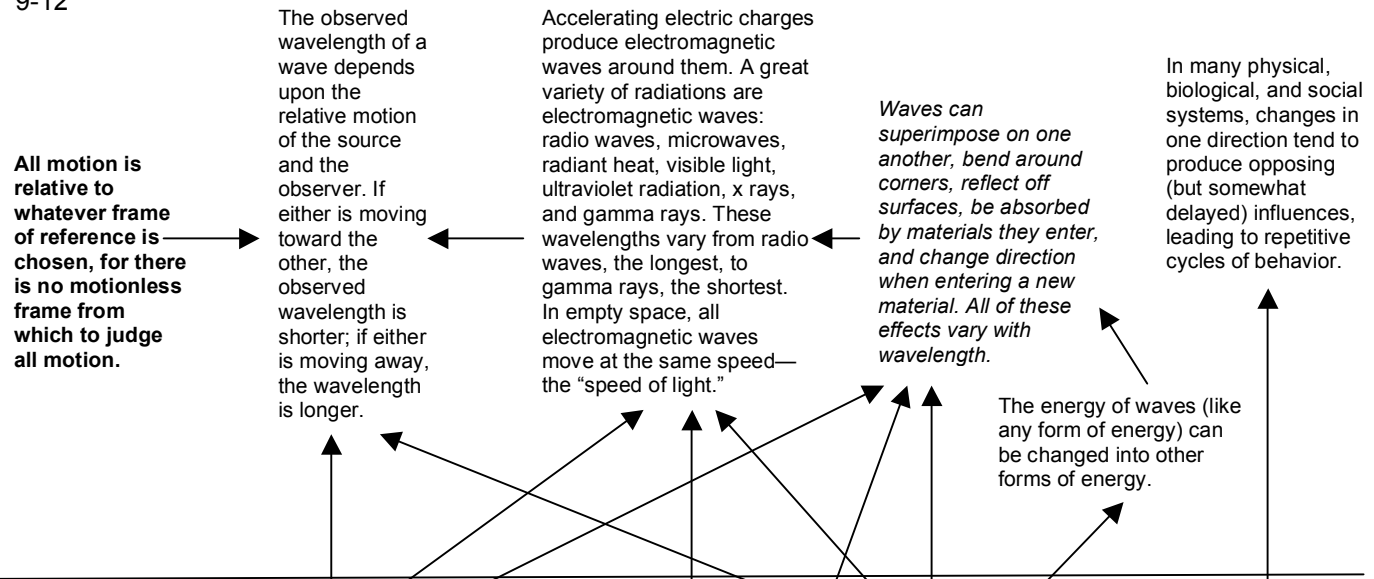 9-12
The observed
wavelength of a
wave depends
upon the
relative motion
of the source
and the
observer. If
either is moving
toward the
other, the
observed
wavelength is
shorter; if either
is moving away,
the wavelength
is longer.
Accelerating electric charges
produce electromagnetic
waves around them. A great
variety of radiations are
electromagnetic waves:
radio waves, microwaves,
radiant heat, visible light,
ultraviolet radiation, x rays,
and gamma rays. These
wavelengths vary from radio
waves, the longest, to
gamma rays, the shortest.
In empty space, all
electromagnetic waves
move at the same speed—
the “speed of light.”
Waves can
superimpose on one
another, bend around
corners, reflect off
surfaces, be absorbed
by materials they enter,
and change direction
when entering a new
material. All of these
effects vary with
wavelength.
In many physical,
biological, and social
systems, changes in
one direction tend to
produce opposing
(but somewhat
delayed) influences,
leading to repetitive
cycles of behavior.
All motion is
relative to
whatever frame
of reference is
chosen, for there
is no motionless
frame from
which to judge
all motion.
The energy of waves (like
any form of energy) can
be changed into other
forms of energy.